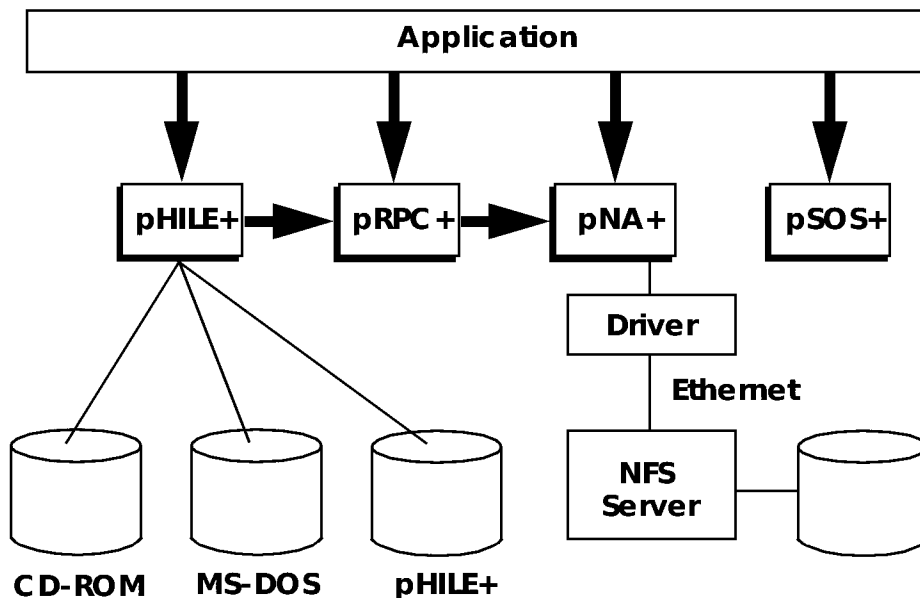 Application
pHILE+
pRPC+
pNA+
pSOS+
Driver
Ethernet
NFS
Server
CD-ROM
MS-DOS
pHILE+